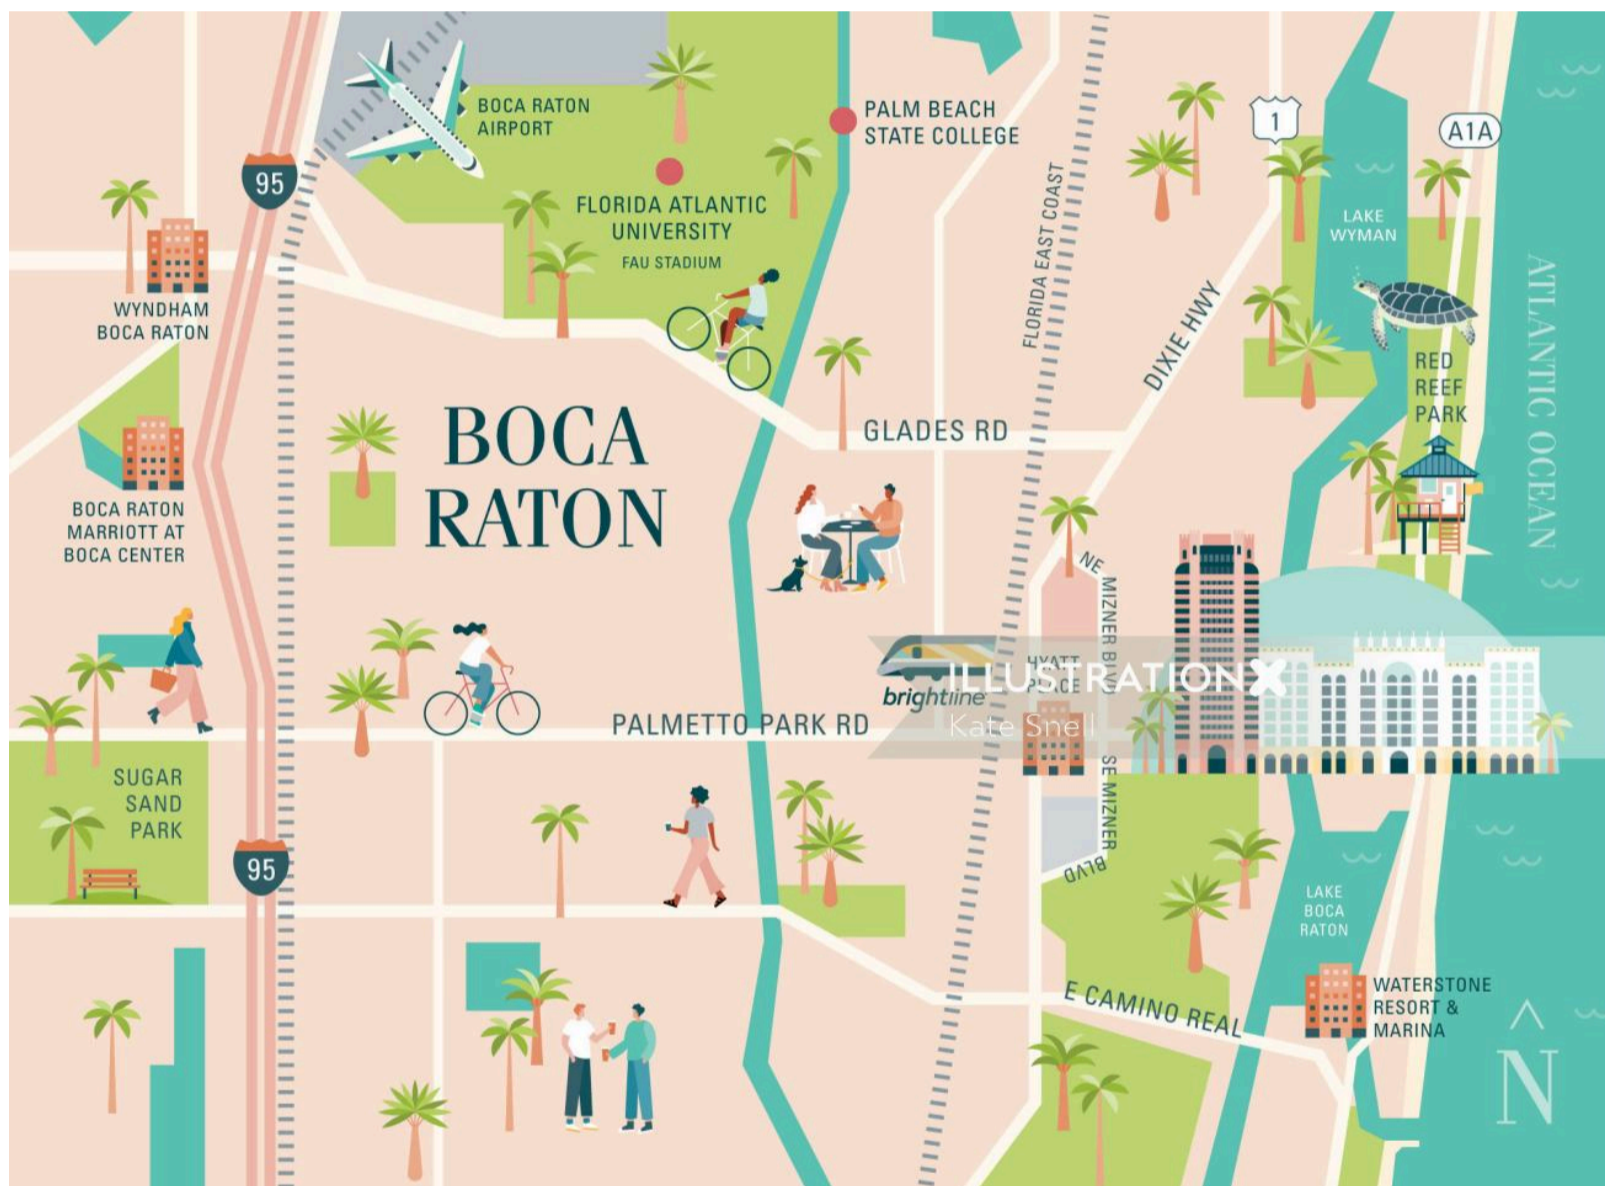 BOCA RATON
AIRPORT
PALM BEACH
STATE COLLEGE
1
A1A
95
FLORIDA ATLANTIC
UNIVERSITY
FAU STADIUM
LAKE
WYMAN
FLORIDA EAST COAST
WYNDHAM
BOCA RATON
DIXIE HWY
ATLANTIC OCEAN
RED
REEF
PARK
BOCA
RATON
GLADES RD
BOCA RATON
MARRIOTT AT
BOCA CENTER
NE MIZNER BLVD
HYATT
PLACE
ILLUSTRATIONX
Kate Snell
brightline
PALMETTO PARK RD
SUGAR
SAND
PARK
SE MIZNER
BLVD
95
LAKE
BOCA
RATON
WATERSTONE
RESORT &
MARINA
E CAMINO REAL
N